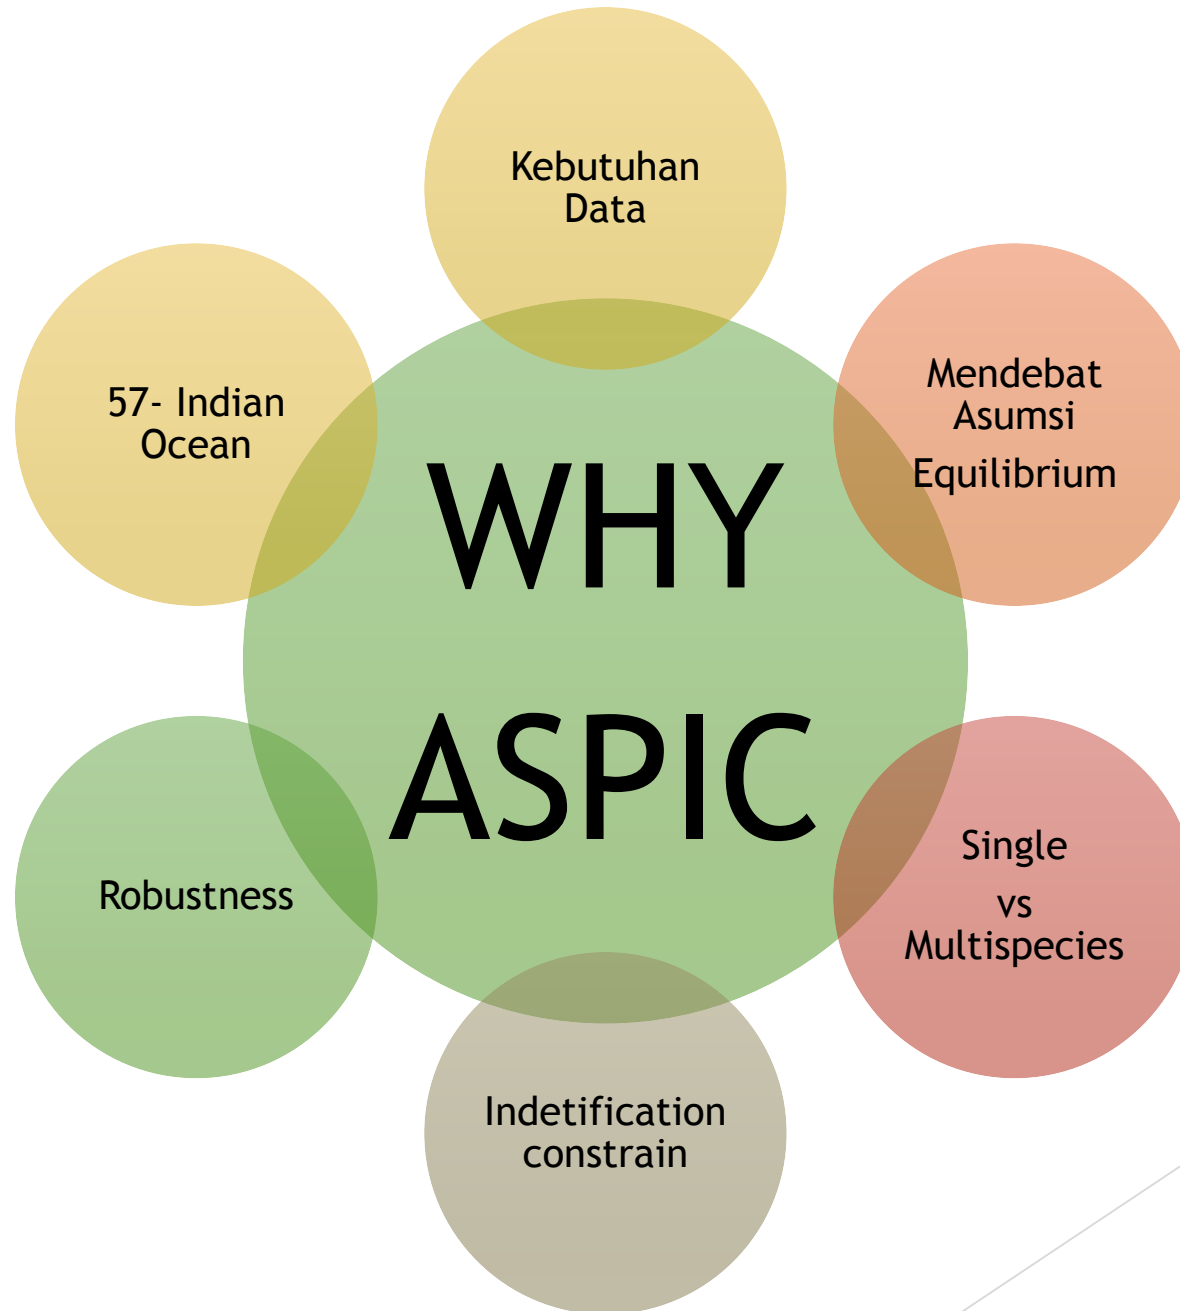 WHY
ASPIC
Kebutuhan
Data
Mendebat
Asumsi
Equilibrium
Single
vs
Multispecies
Indetification
constrain
Robustness
57- Indian
Ocean